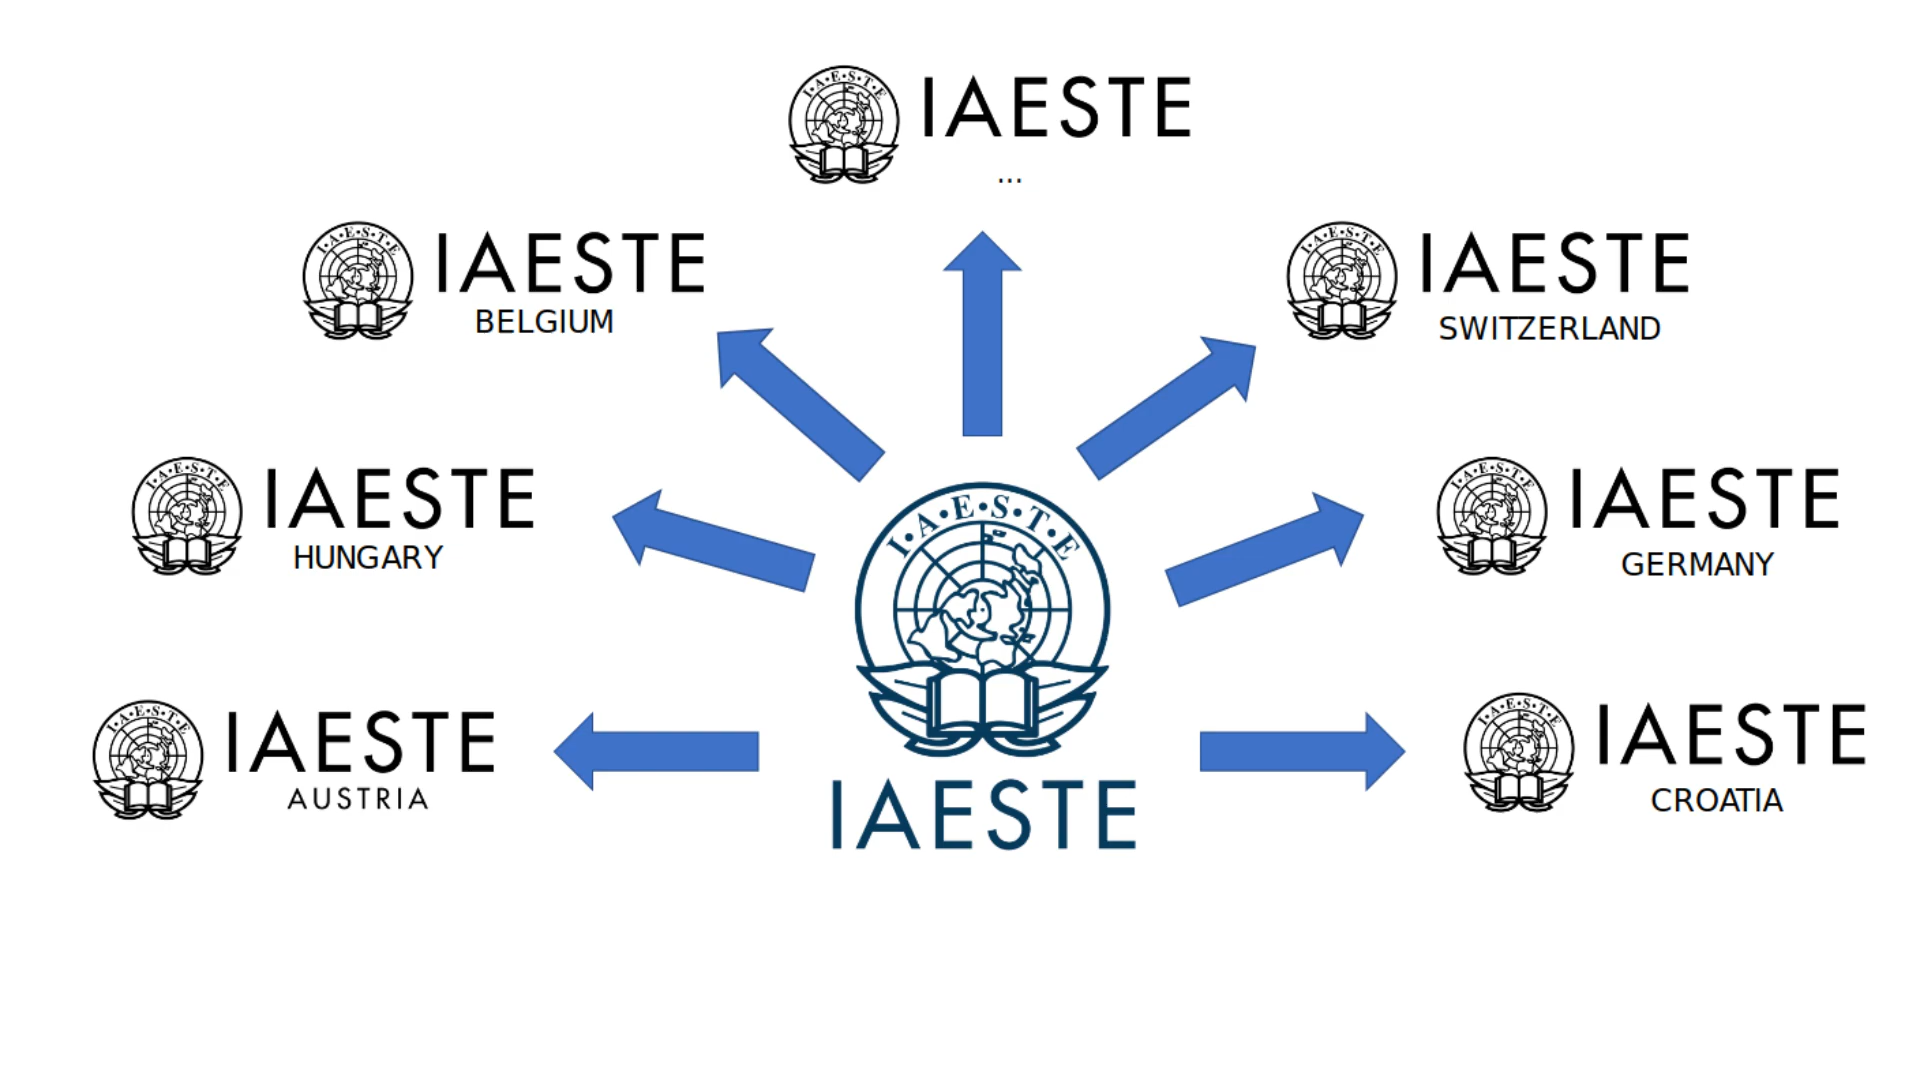 I·A·E·S·T·E
IAESTE
...
I·A·E·S·T·E
IAESTE
BELGIUM
I·A·E·S·T·E
IAESTE
SWITZERLAND
I·A·E·S·T·E
IAESTE
HUNGARY
I·A·E·S·T·E
IAESTE
GERMANY
I·A·E·S·T·E
IAESTE
I·A·E·S·T·E
IAESTE
AUSTRIA
I·A·E·S·T·E
IAESTE
CROATIA